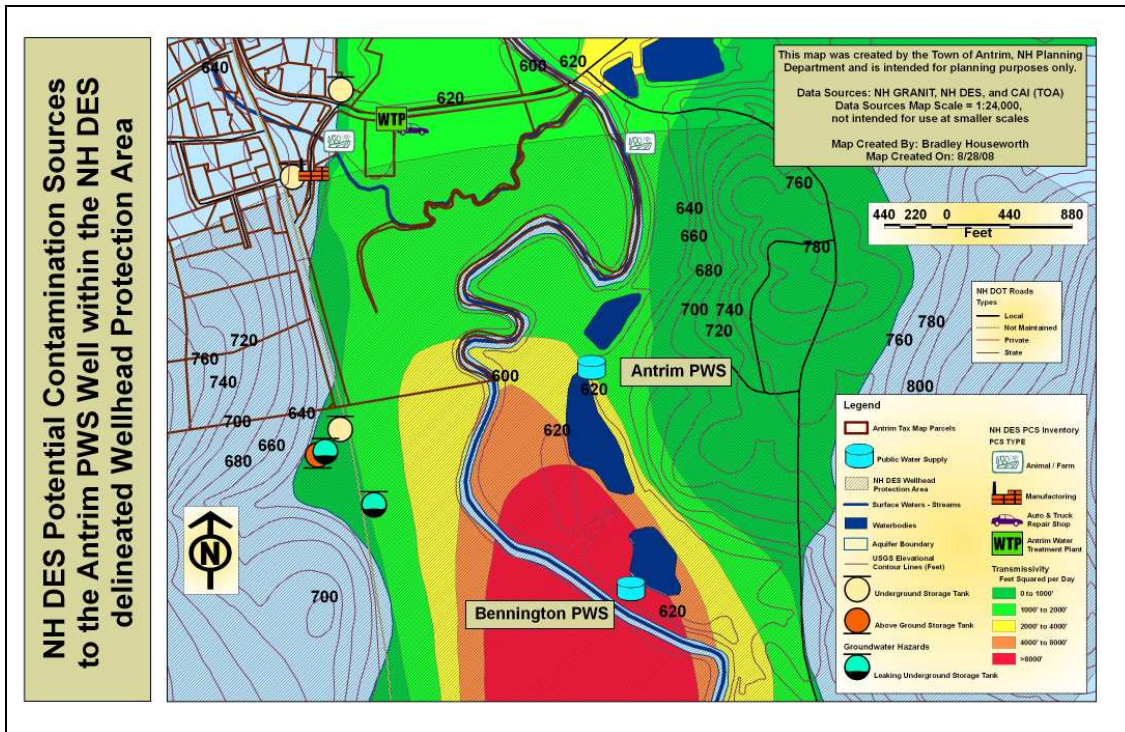 NH DES Potential Contamination Sources
to the Antrim PWS Well within the NH DES
delineated Wellhead Protection Area
This map was created by the Town of Antrim, NH Planning
Department and is intended for planning purposes only.
Data Sources: NH GRANIT, NH DES, and CAI (TOA)
Data Sources Map Scale = 1:24,000,
not intended for use at smaller scales
Map Created By: Bradley Houseworth
Map Created On: 8/28/08
640
620
600
620
WTP
760
640
660
680
700
740
720
780
440 220 0 440 880
Feet
NH DOT Roads
Types
Local
Not Maintained
Private
State
780
760
800
720
760
740
700
640
660
680
600
620
Antrim PWS
620
N
700
Bennington PWS
620
Legend
Antrim Tax Map Parcels
Public Water Supply
NH DES Wellhead
Protection Area
Surface Waters - Streams
Waterbodies
Aquifer Boundary
USGS Elevational
Contour Lines (Feet)
Underground Storage Tank
Above Ground Storage Tank
Groundwater Hazards
Leaking Underground Storage Tank
NH DES PCS Inventory
PCS TYPE
Animal / Farm
Manufactoring
Auto & Truck
Repair Shop
WTP
Antrim Water
Treatment Plant
Transmissivity
Feet Squared per Day
0 to 1000'
1000' to 2000'
2000' to 4000'
4000' to 8000'
>8000'